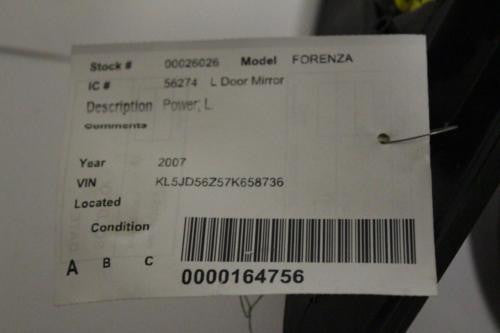 Stock # 00026026 Model FORENZA
IC # 56274 L Door Mirror
Description Power, L.
Comments
Year 2007
VIN KL5JD56Z57K658736
Located
Condition
A B C
0000164756